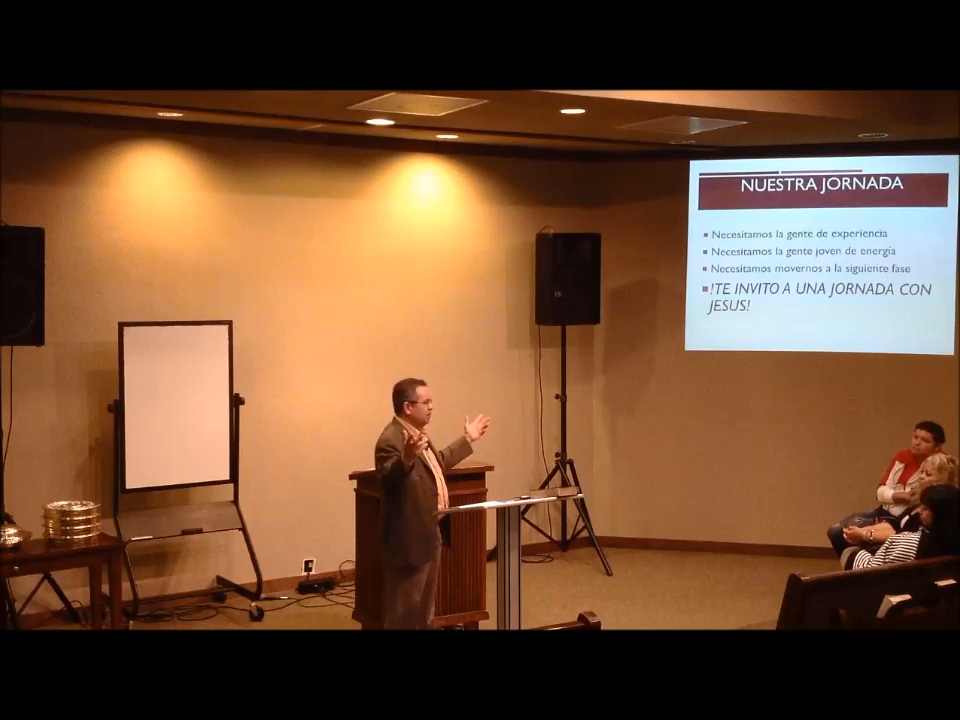 NUESTRA JORNADA
Necesitamos la gente de experiencia
Necesitamos la gente joven de energía
Necesitamos movernos a la siguiente fase
!TE INVITO A UNA JORNADA CON
JESUS!